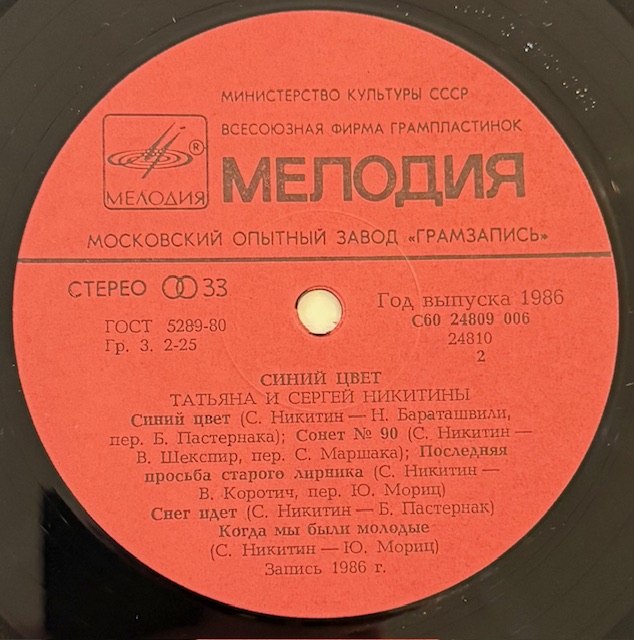 МИНИСТЕРСТВО КУЛЬТУРЫ СССР
ВСЕСОЮЗНАЯ ФИРМА ГРАМПЛАСТИНОК
®
МЕЛОДИЯ
МЕЛОДИЯ
МОСКОВСКИЙ ОПЫТНЫЙ ЗАВОД «ГРАМЗАПИСЬ»
СТЕРЕО 33
Год выпуска 1986
ГОСТ 5289-80
С60 24809 006
Гр. 3. 2-25
24810
2
СИНИЙ ЦВЕТ
ТАТЬЯНА И СЕРГЕЙ НИКИТИНЫ
Синий цвет (С. Никитин — Н. Бараташвили,
пер. Б. Пастернака); Сонет № 90 (С. Никитин —
В. Шекспир, пер. С. Маршака); Последняя
просьба старого лирника (С. Никитин —
В. Коротич, пер. Ю. Мориц)
Снег идет (С. Никитин — Б. Пастернак)
Когда мы были молодые
(С. Никитин — Ю. Мориц)
Запись 1986 г.